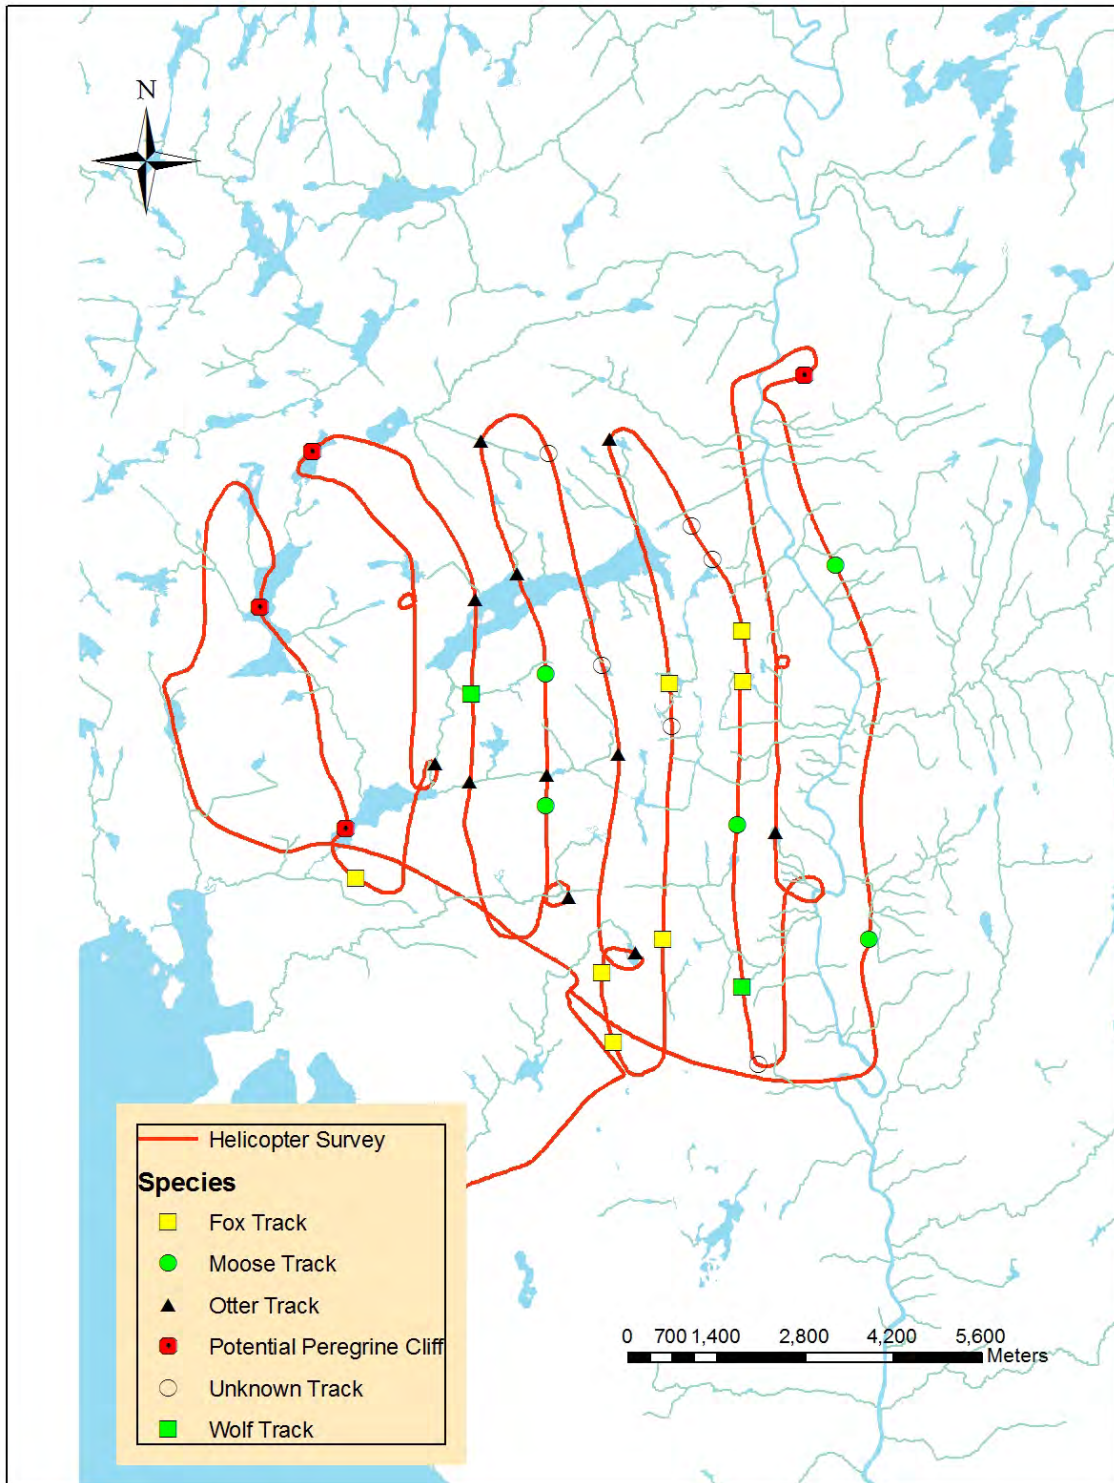 N
Helicopter Survey
Species
Fox Track
Moose Track
Otter Track
Potential Peregrine Cliff
Unknown Track
Wolf Track
0 700 1,400 2,800 4,200 5,600
Meters